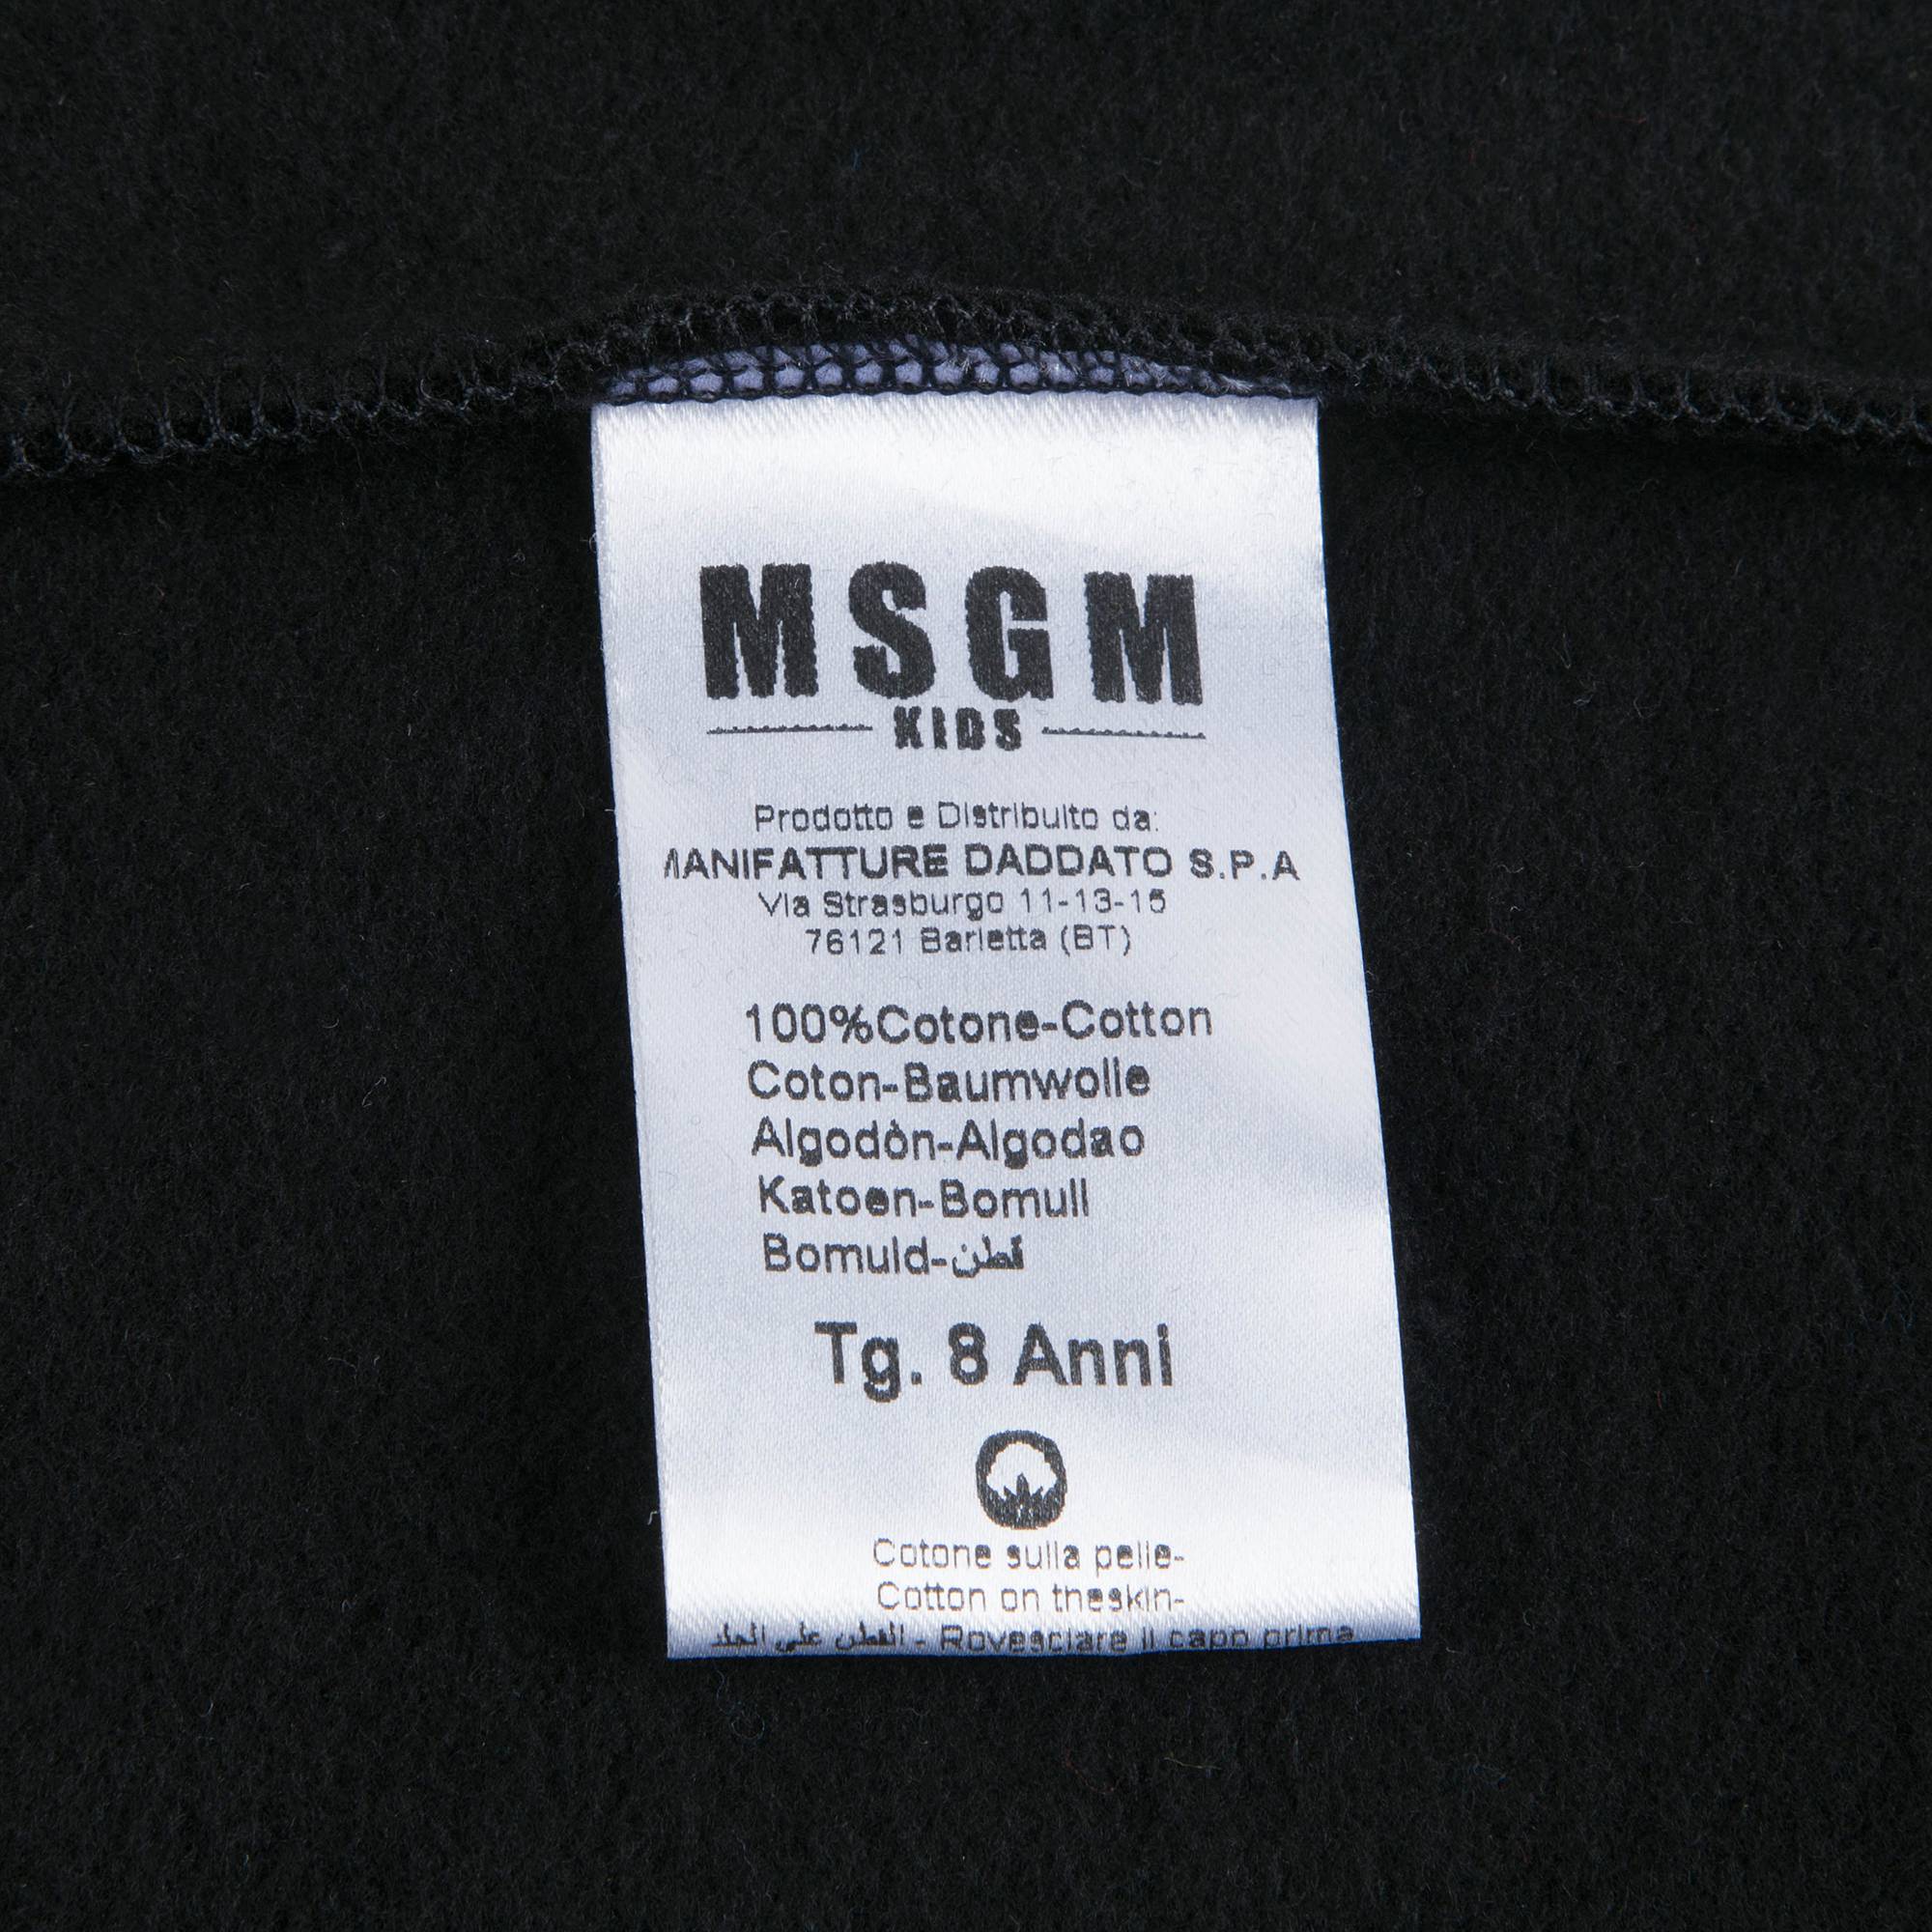 MSGM
KIDS
Prodotto e Distribuito da:
MANIFATTURE DADDATO S.P.A
Via Strasburgo 11-13-15
76121 Barletta (BT)
100%Cotone-Cotton
Coton-Baumwolle
Algodòn-Algodao
Katoen-Bomull
Bomuld-قطن
Tg. 8 Anni
Cotone sulla pelle-
Cotton on theskin-
القطن على الجلد - Rovesciare il capo prima